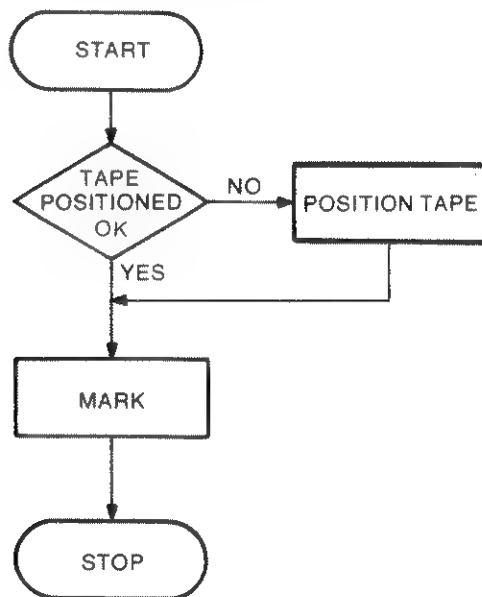 START
TAPE
POSITIONED
OK
NO
POSITION TAPE
YES
MARK
STOP